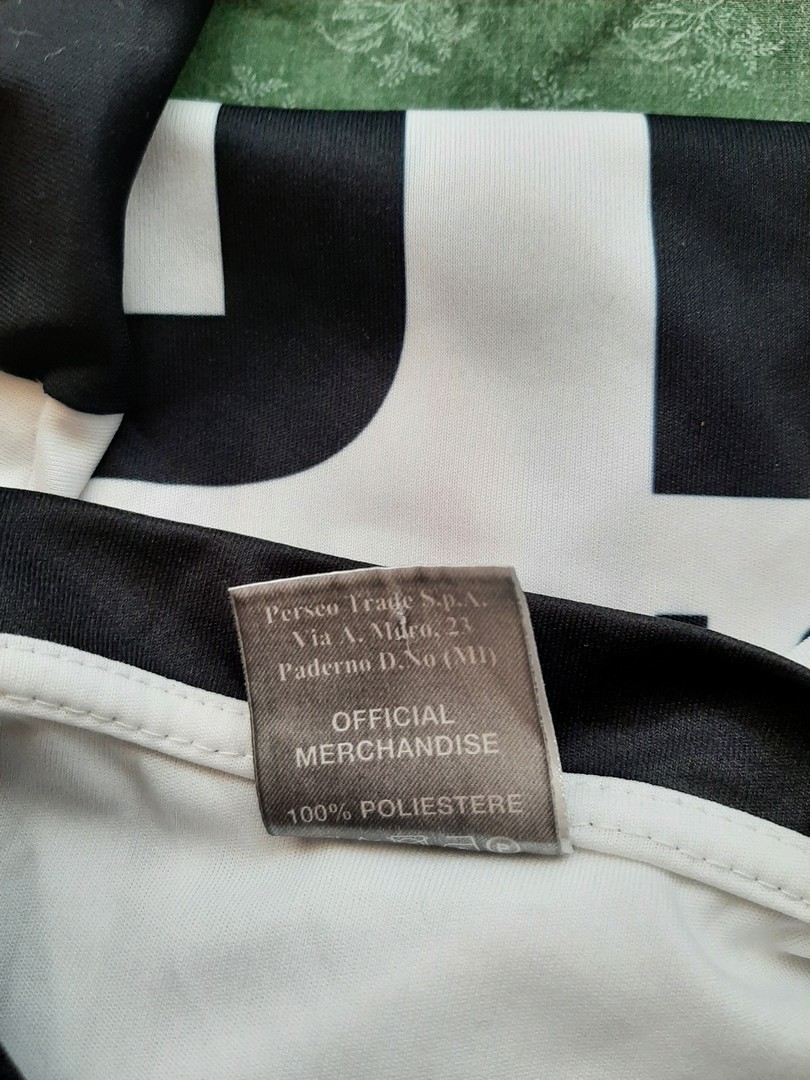 Perseo Trade S.p.A.
Via A. Moro, 23
Paderno D.No (MI)
OFFICIAL
MERCHANDISE
100% POLIESTERE
P